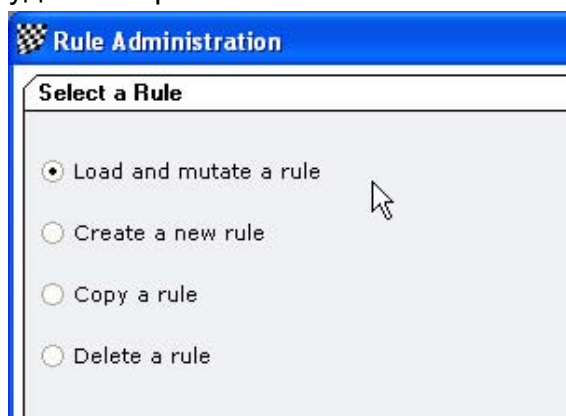 Rule Administration
Select a Rule
Load and mutate a rule
Create a new rule
Copy a rule
Delete a rule